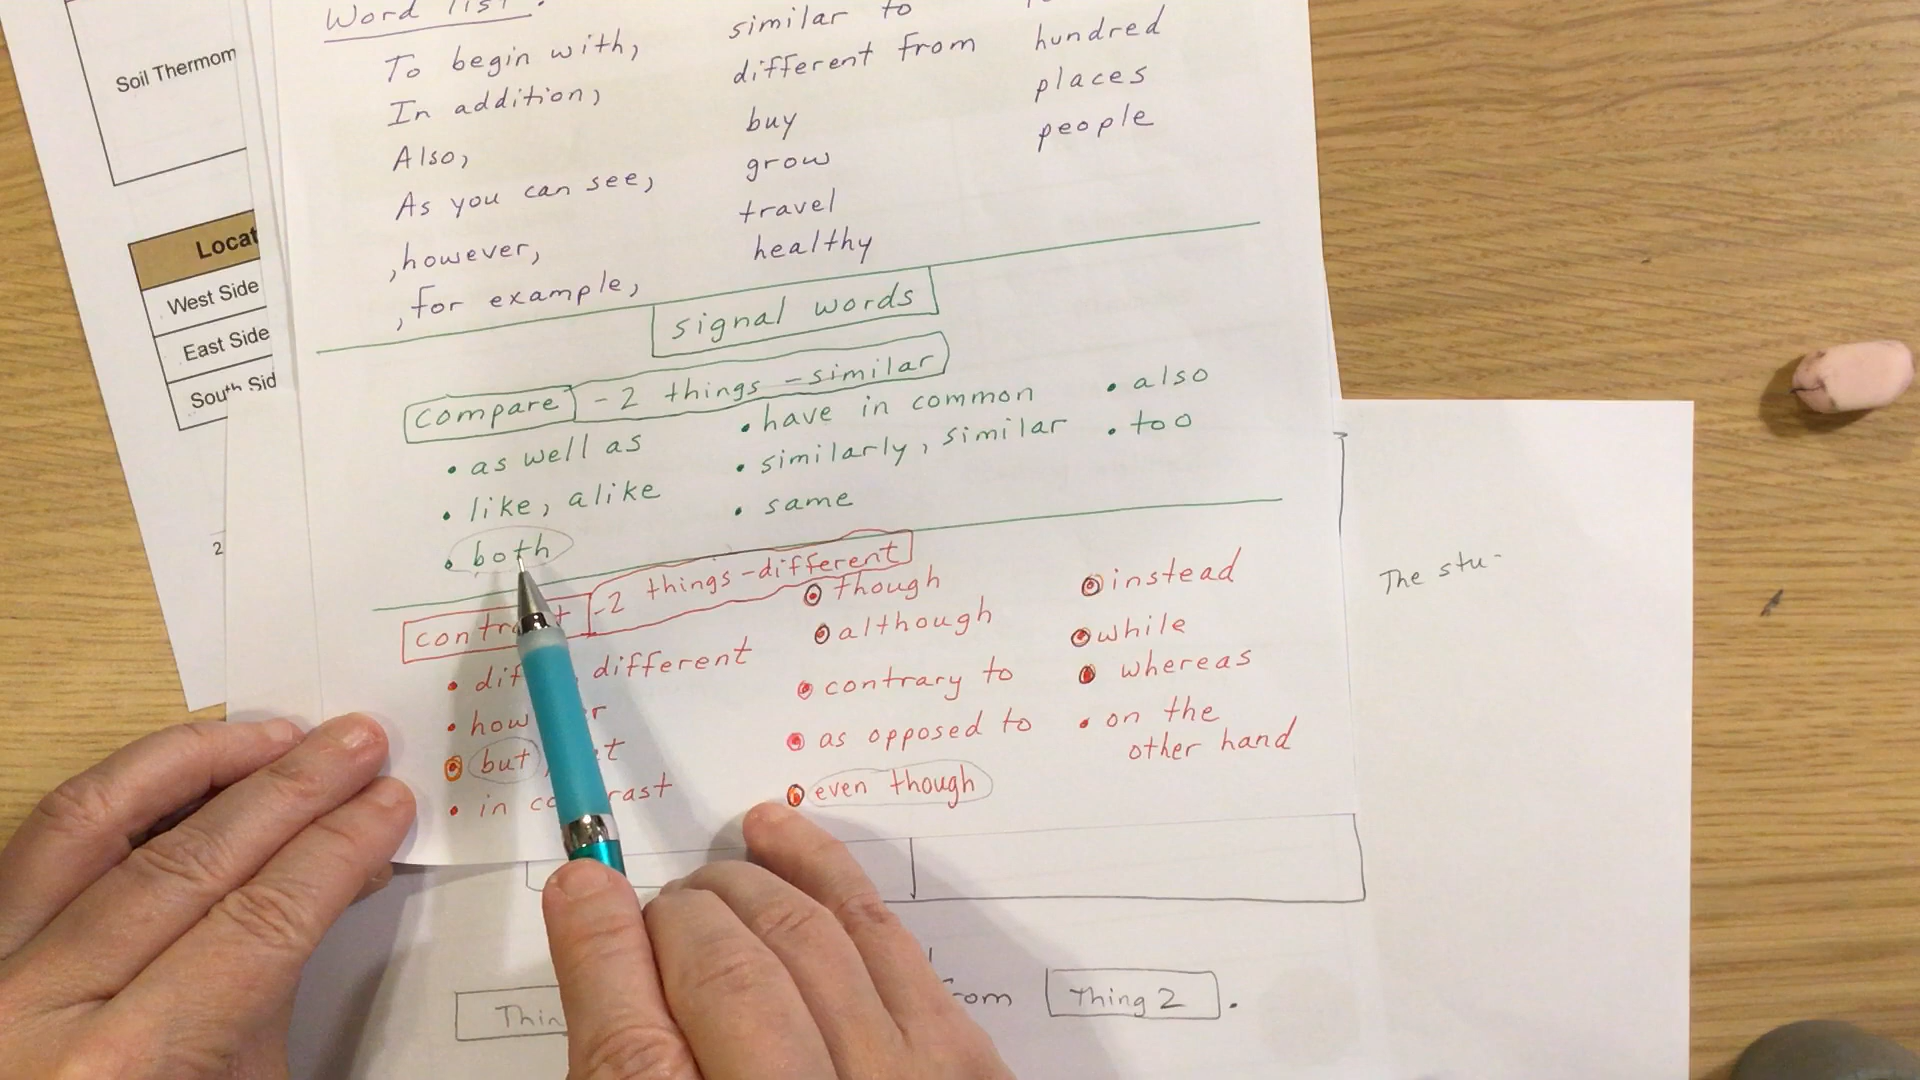 Word list:
To begin with,
In addition,
Also,
As you can see,
, however,
, for example,
similar to
different from
buy
grow
travel
healthy
hundred
places
people
signal words
compare - 2 things - similar
• as well as
• like, alike
• both
• have in common
• similarly, similar
• same
• also
• too
-2 things - different
different
• but
• in
• though
• although
• contrary to
• as opposed to
• even though
• instead
• while
• whereas
• on the
other hand
Soil Thermom
Locat
West Side
East Side
South Sid
2
The stu-
Thing 2.